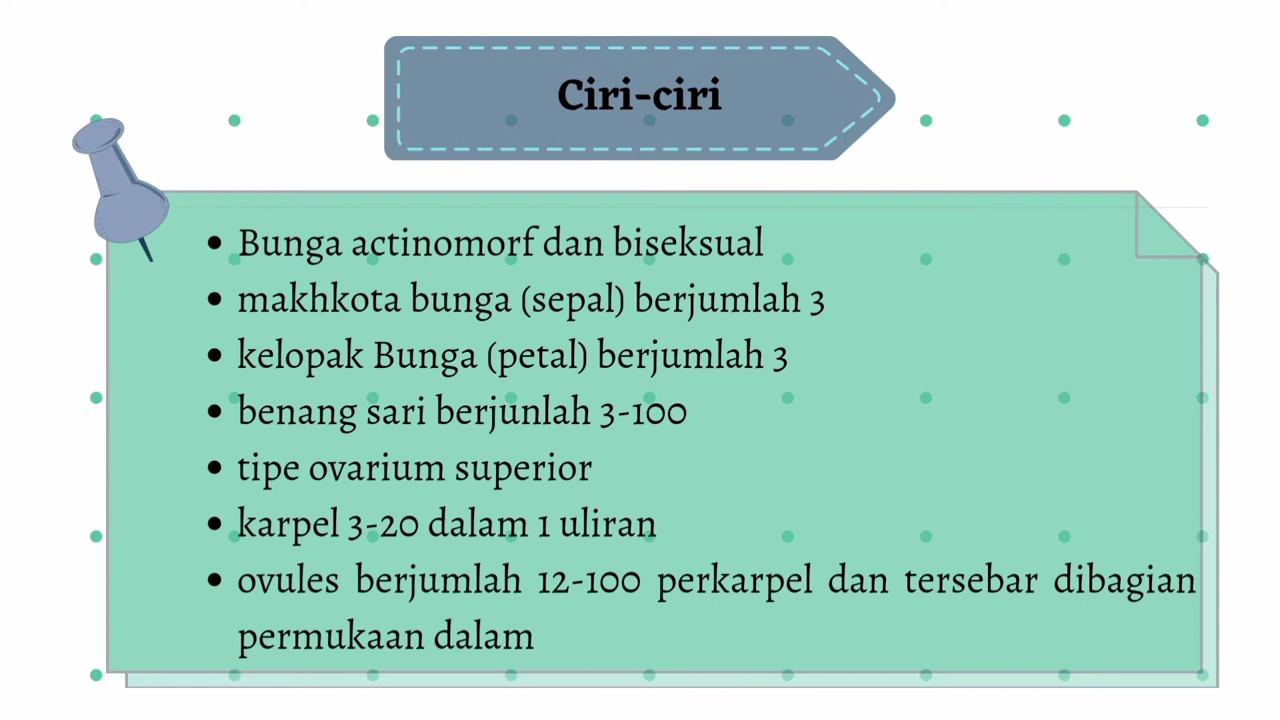 Ciri-ciri
• Bunga actinomorf dan biseksual
• makhkota bunga (sepal) berjumlah 3
• kelopak Bunga (petal) berjumlah 3
• benang sari berjunlah 3-100
• tipe ovarium superior
• karpel 3-20 dalam 1 uliran
• ovules berjumlah 12-100 perkarpel dan tersebar dibagian
permukaan dalam